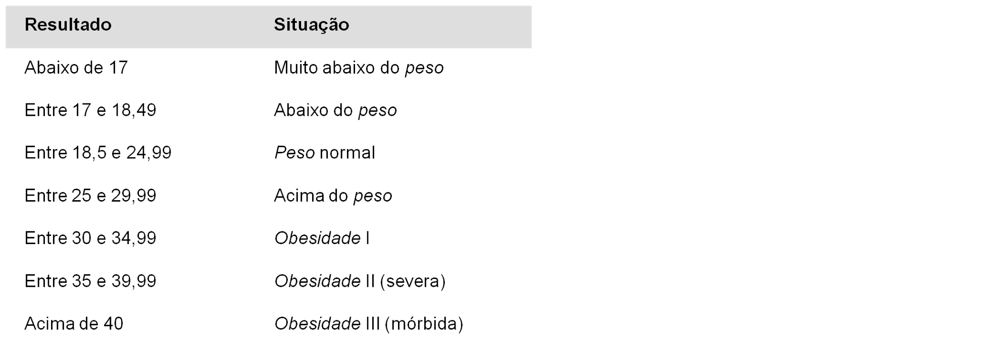 Resultado Situação
Abaixo de 17 Muito abaixo do peso
Entre 17 e 18,49 Abaixo do peso
Entre 18,5 e 24,99 Peso normal
Entre 25 e 29,99 Acima do peso
Entre 30 e 34,99 Obesidade I
Entre 35 e 39,99 Obesidade II (severa)
Acima de 40 Obesidade III (mórbida)